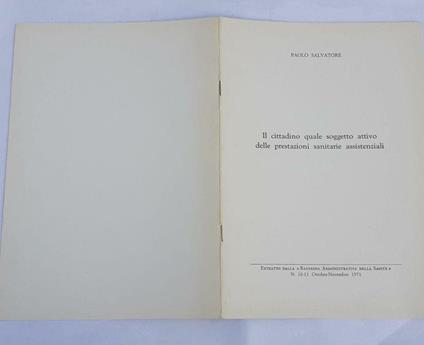 PAOLO SALVATORE
Il cittadino quale soggetto attivo
delle prestazioni sanitarie assistenziali
ESTRATTO DALLA « RASSEGNA AMMINISTRATIVA DELLA SANITÀ »
N. 10-11 Ottobre-Novembre 1971